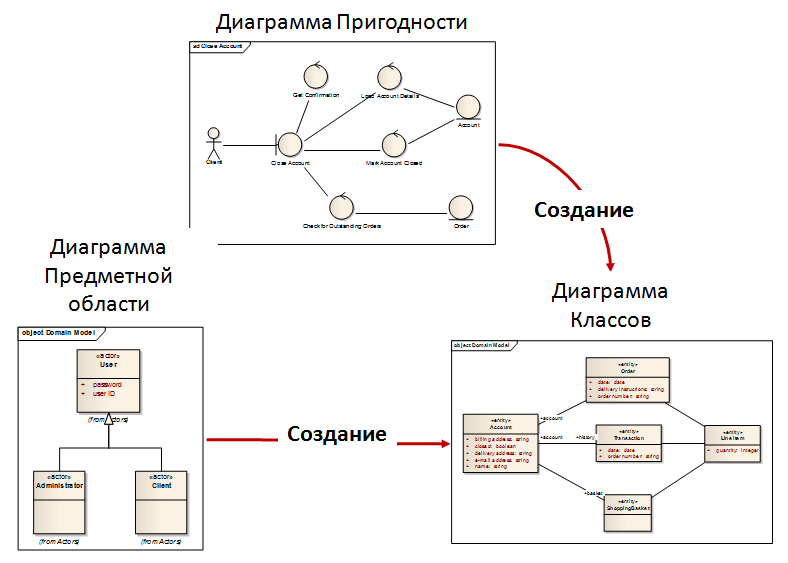 Диаграмма Пригодности
sd Close Account
Get Confirmation
Load Account Details
Account
Client
Close Account
Mark Account Closed
Check for Outstanding Orders
Order
Создание
Диаграмма
Предметной
области
object Domain Model
«actor»
User
+ password
+ user ID
(from Actors)
«actor»
Administrator
(from Actors)
«actor»
Client
(from Actors)
Создание
Диаграмма
Классов
object Domain Model
«entity»
Order
+ date: date
+ delivery instructions: string
+ order number: string
«entity»
Account
+ billing address: string
+ closed: boolean
+ delivery address: string
+ e-mail address: string
+ name: string
+account
+account
+history
«entity»
Transaction
+ date: date
+ order number: string
«entity»
Line Item
+ quantity: integer
+basket
«entity»
ShoppingBasket